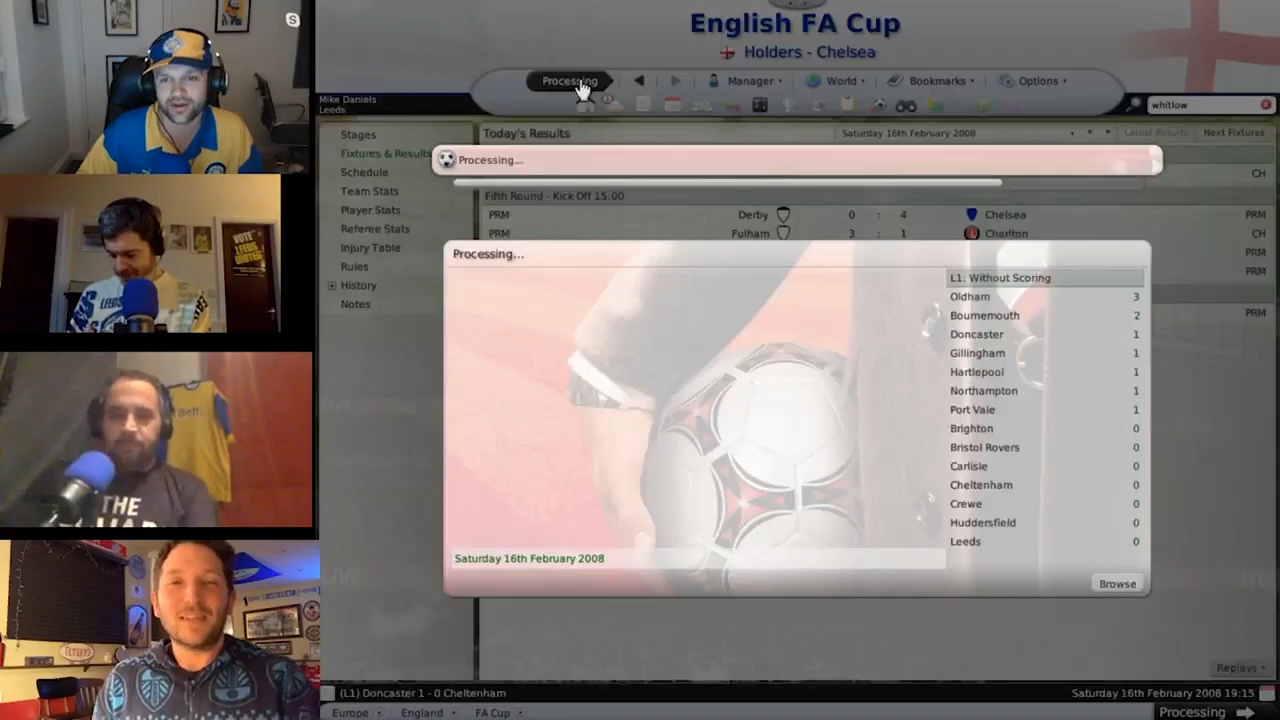 English FA Cup
Holders - Chelsea
Processing
Manager
World
Bookmarks
Options
Mike Daniels
Leeds
whitlow
Stages
Fixtures & Results
Schedule
Team Stats
Player Stats
Referee Stats
Injury Table
Rules
History
Notes
Today's Results
Saturday 16th February 2008
Latest Results
Next Fixtures
Processing...
CH
Fifth Round - Kick Off 15:00
PRM Derby 0 : 4 Chelsea PRM
PRM Fulham 3 : 1 Charlton CH
PRM
PRM
PRM
Processing...
L1: Without Scoring
Oldham 3
Bournemouth 2
Doncaster 1
Gillingham 1
Hartlepool 1
Northampton 1
Port Vale 1
Brighton 0
Bristol Rovers 0
Carlisle 0
Cheltenham 0
Crewe 0
Huddersfield 0
Leeds 0
Saturday 16th February 2008
Browse
Replays
(L1) Doncaster 1 - 0 Cheltenham
Saturday 16th February 2008 19:15
Europe
England
FA Cup
Processing
S
VOTE
LEEDS
UNITED
LEEDS
THE